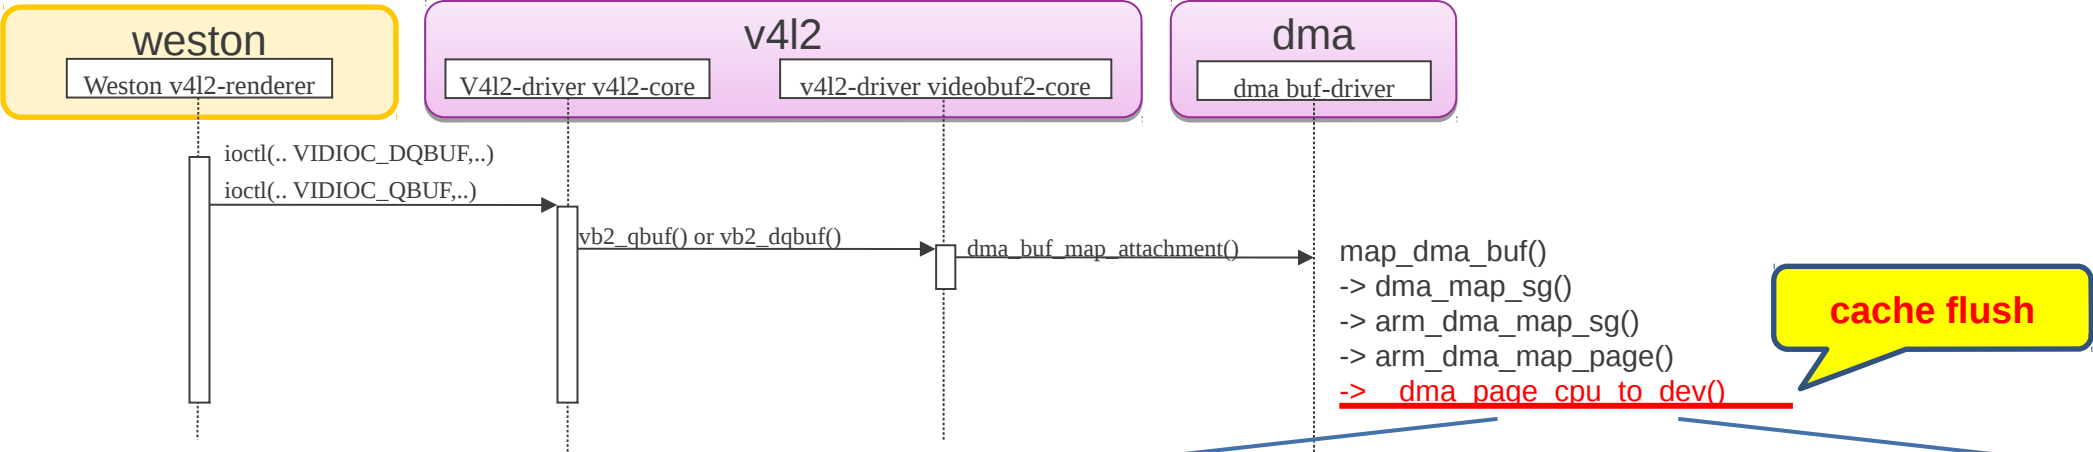 weston
v4l2
dma
Weston v4l2-renderer
V4l2-driver v4l2-core
v4l2-driver videobuf2-core
dma buf-driver
ioctl(.. VIDIOC_DQBUF,..)
ioctl(.. VIDIOC_QBUF,..)
vb2_qbuf() or vb2_dqbuf()
dma_buf_map_attachment()
map_dma_buf()
-> dma_map_sg()
-> arm_dma_map_sg()
-> arm_dma_map_page()
-> __dma_page_cpu_to_dev()
cache flush